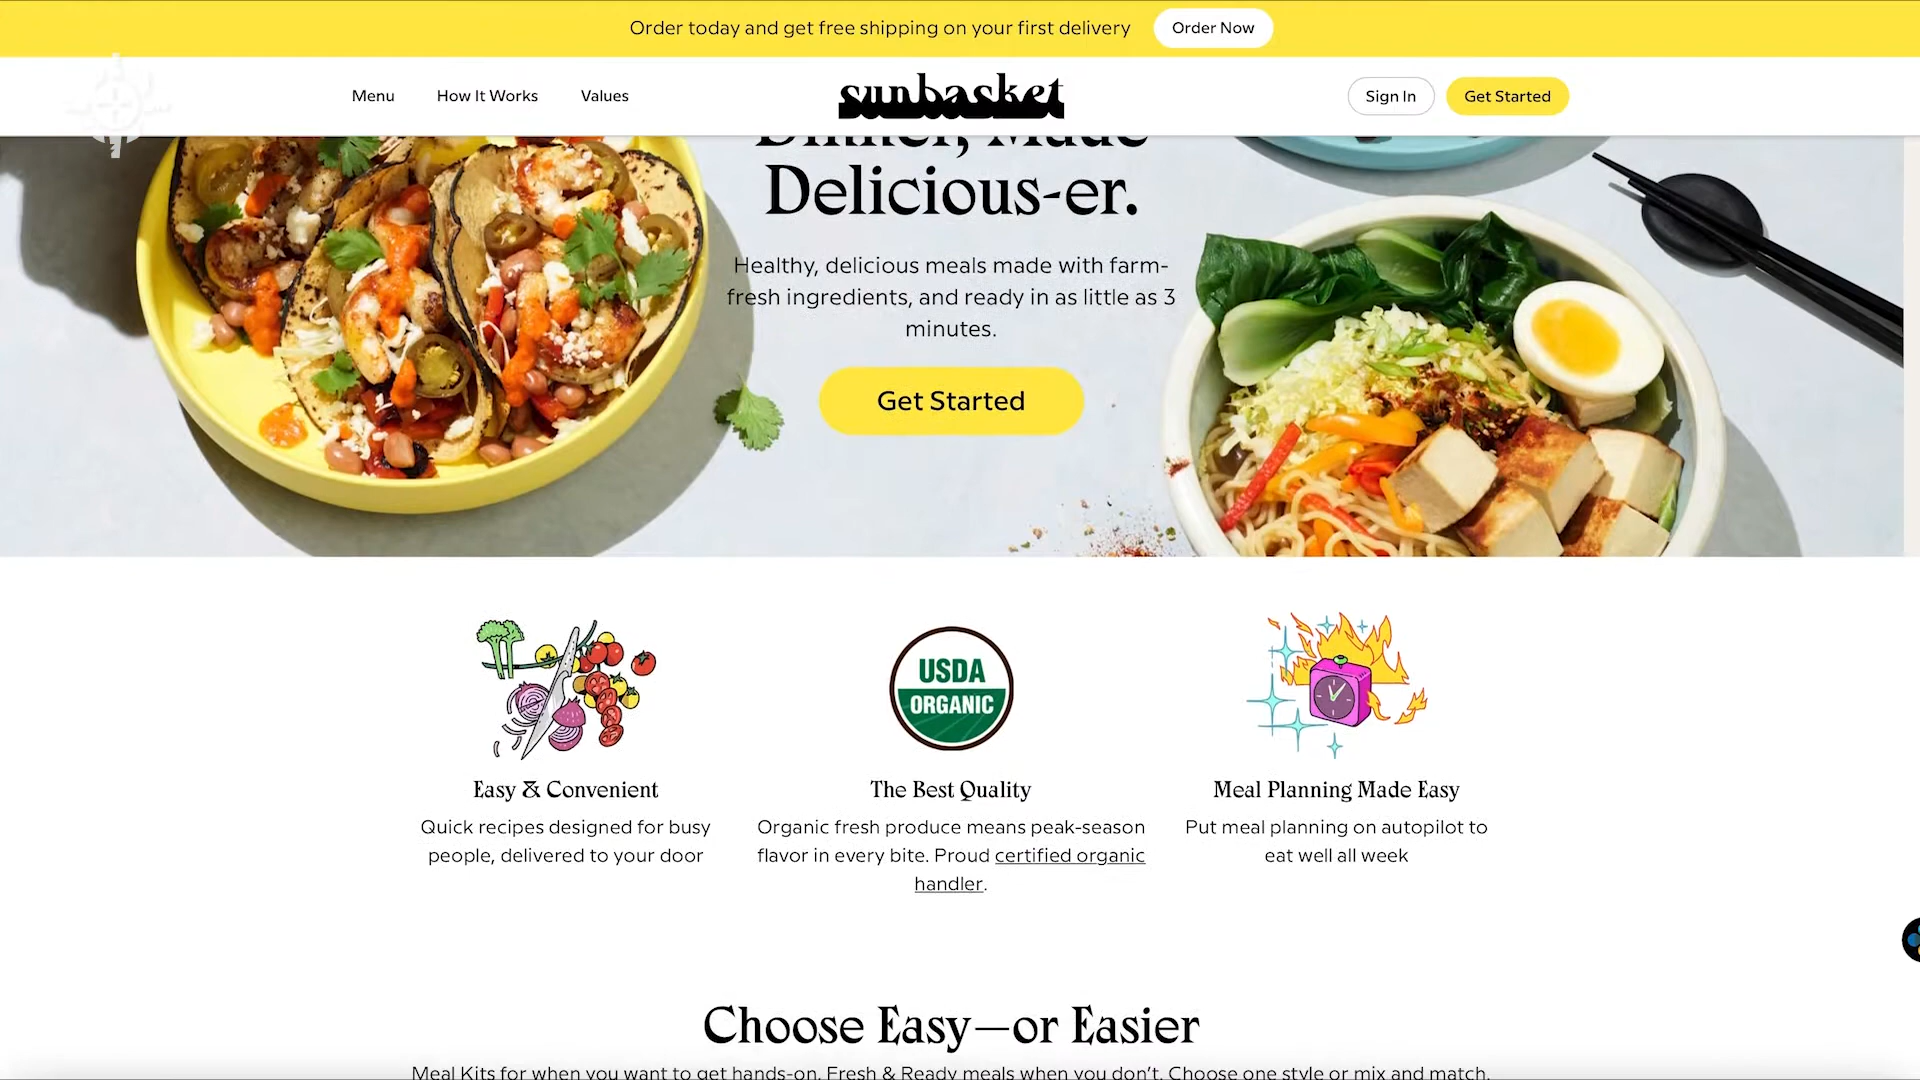 Order today and get free shipping on your first delivery
Order Now
Menu
How It Works
Values
sunbasket
Sign In
Get Started
Dinner, Made
Delicious-er.
Healthy, delicious meals made with farm-
fresh ingredients, and ready in as little as 3
minutes.
Get Started
USDA
ORGANIC
Easy & Convenient
Quick recipes designed for busy
people, delivered to your door
The Best Quality
Organic fresh produce means peak-season
flavor in every bite. Proud certified organic
handler.
Meal Planning Made Easy
Put meal planning on autopilot to
eat well all week
Choose Easy—or Easier
Meal Kits for when you want to get hands-on. Fresh & Ready meals when you don't. Choose one style or mix and match.